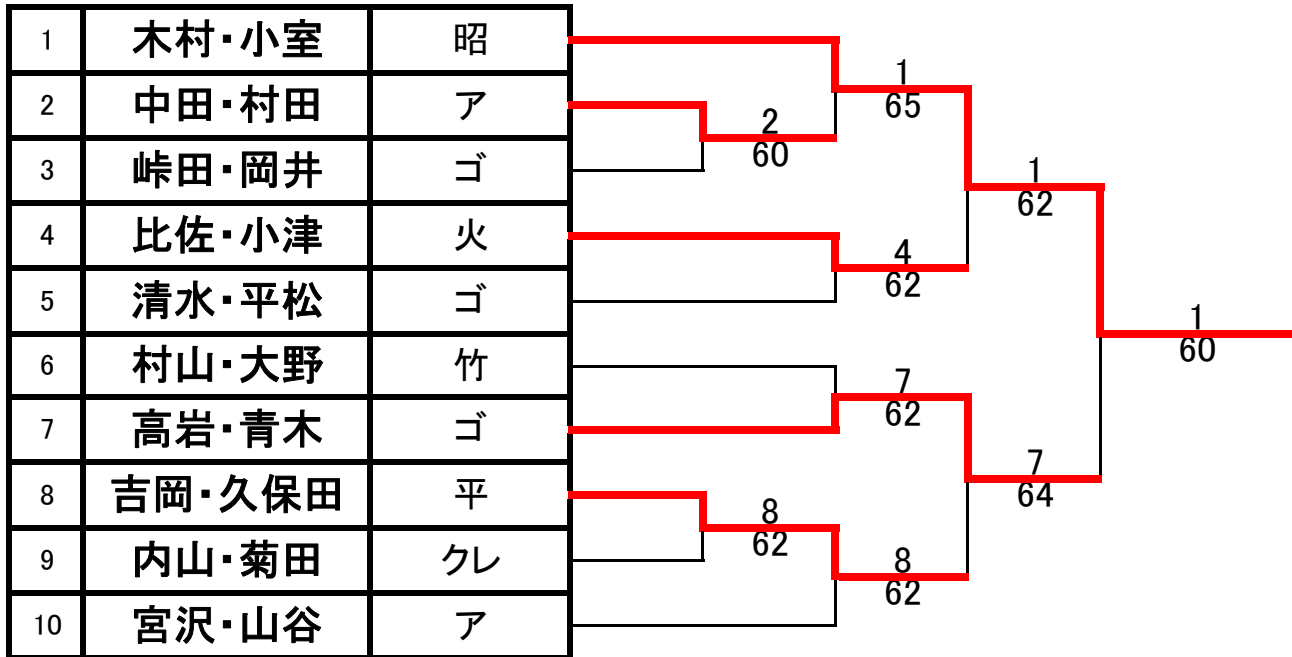 1 木村・小室 昭
2 中田・村田 ア
3 峠田・岡井 ゴ
4 比佐・小津 火
5 清水・平松 ゴ
6 村山・大野 竹
7 高岩・青木 ゴ
8 吉岡・久保田 平
9 内山・菊田 クレ
10 宮沢・山谷 ア
2
60
8
62
1
65
4
62
7
62
8
62
1
62
7
64
1
60